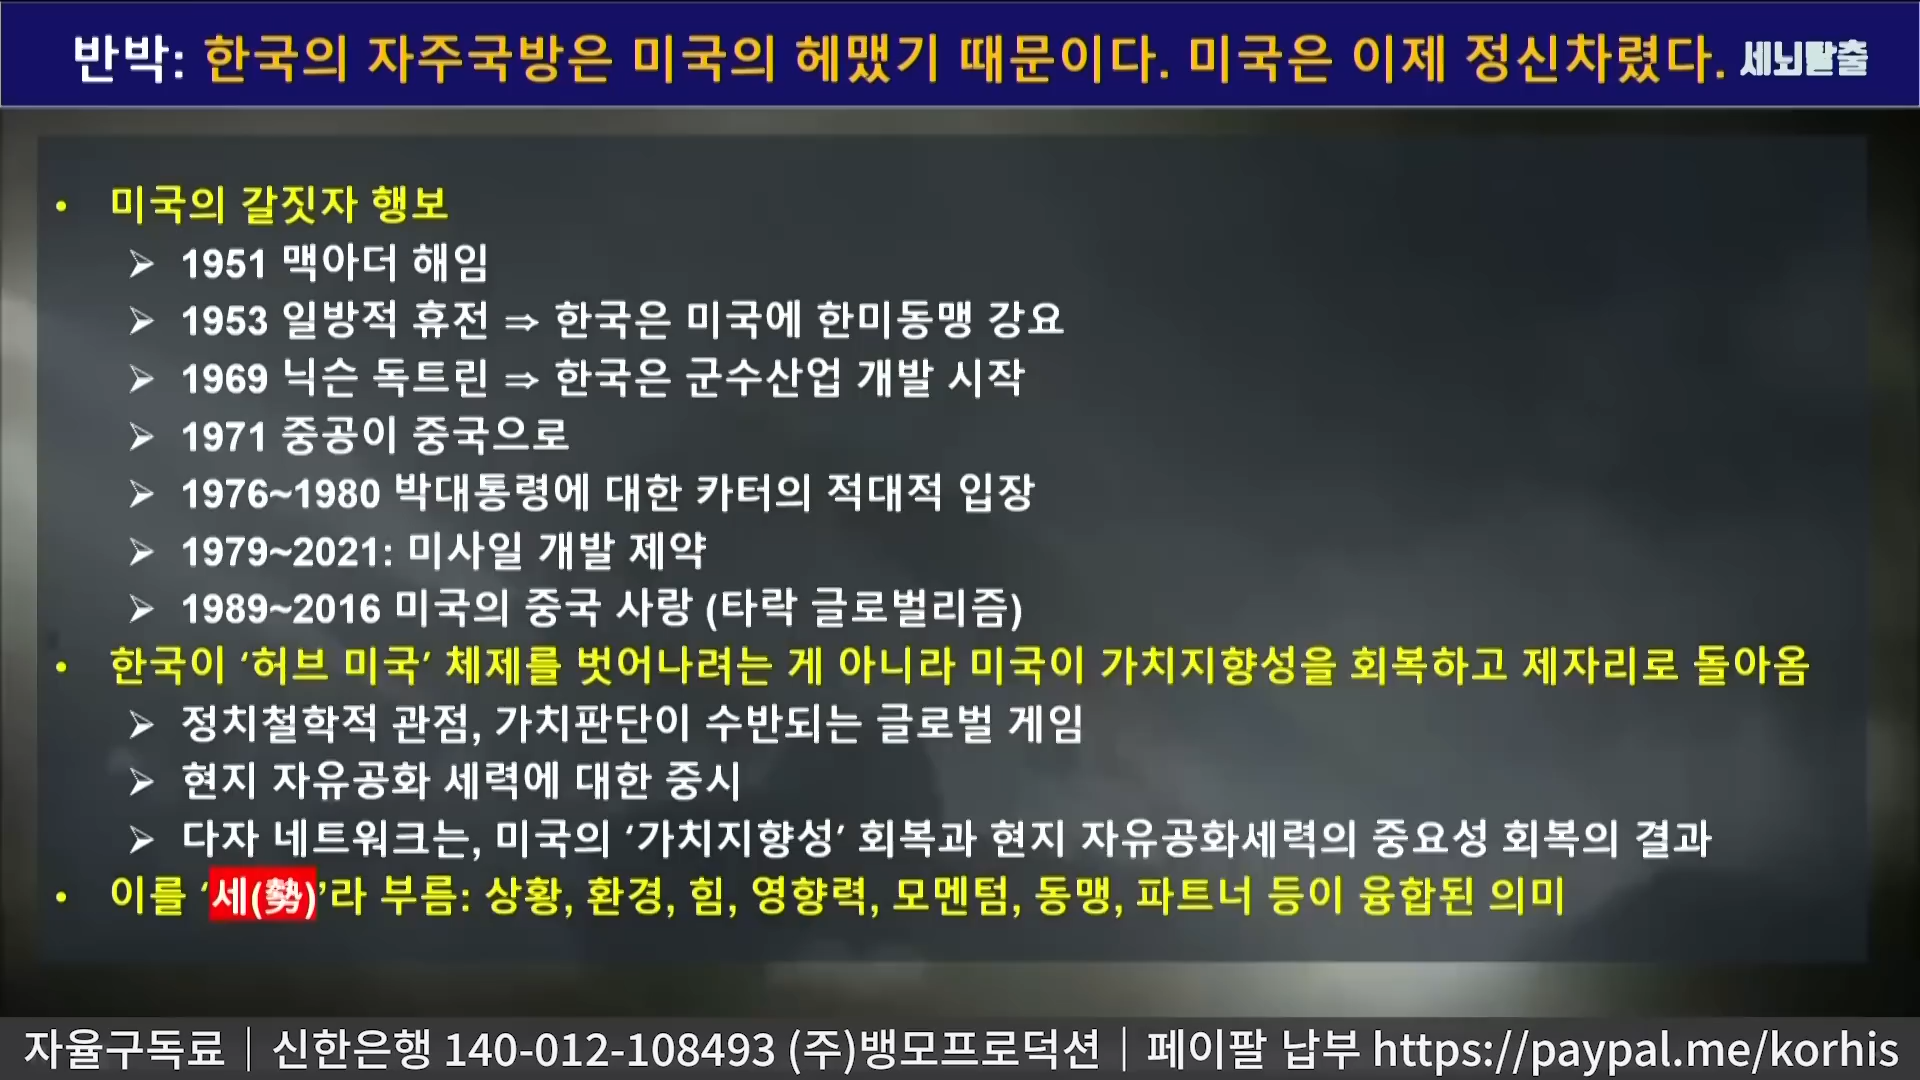 반박: 한국의 자주국방은 미국의 헤맸기 때문이다. 미국은 이제 정신차렸다. 세뇌탈출
• 미국의 갈짓자 행보
➢ 1951 맥아더 해임
➢ 1953 일방적 휴전 ⇒ 한국은 미국에 한미동맹 강요
➢ 1969 닉슨 독트린 ⇒ 한국은 군수산업 개발 시작
➢ 1971 중공이 중국으로
➢ 1976~1980 박대통령에 대한 카터의 적대적 입장
➢ 1979~2021: 미사일 개발 제약
➢ 1989~2016 미국의 중국 사랑 (타락 글로벌리즘)
• 한국이 ‘허브 미국’ 체제를 벗어나려는 게 아니라 미국이 가치지향성을 회복하고 제자리로 돌아옴
➢ 정치철학적 관점, 가치판단이 수반되는 글로벌 게임
➢ 현지 자유공화 세력에 대한 중시
➢ 다자 네트워크는, 미국의 ‘가치지향성’ 회복과 현지 자유공화세력의 중요성 회복의 결과
• 이를 ‘세(勢)’라 부름: 상황, 환경, 힘, 영향력, 모멘텀, 동맹, 파트너 등이 융합된 의미
자율구독료｜신한은행 140-012-108493 (주)뱅모프로덕션｜페이팔 납부 https://paypal.me/korhis